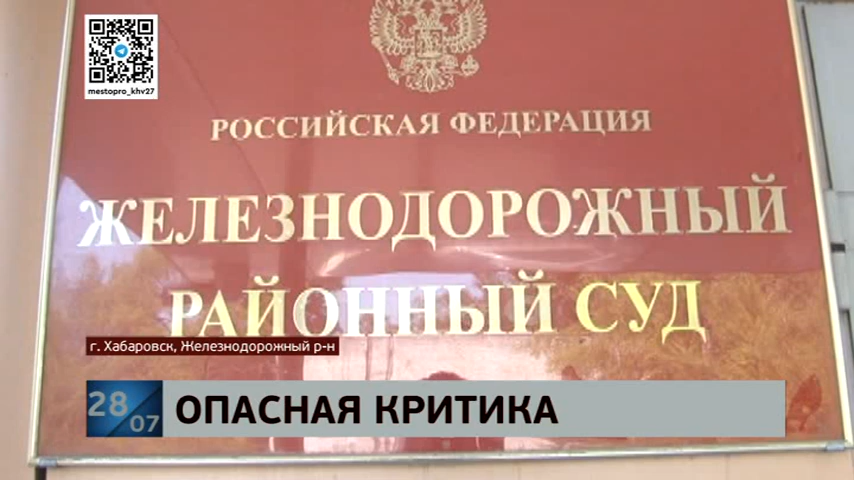 mestopro_khv27
РОССИЙСКАЯ ФЕДЕРАЦИЯ
ЖЕЛЕЗНОДОРОЖНЫЙ
РАЙОННЫЙ СУД
г. Хабаровск, Железнодорожный р-н
28
07
ОПАСНАЯ КРИТИКА